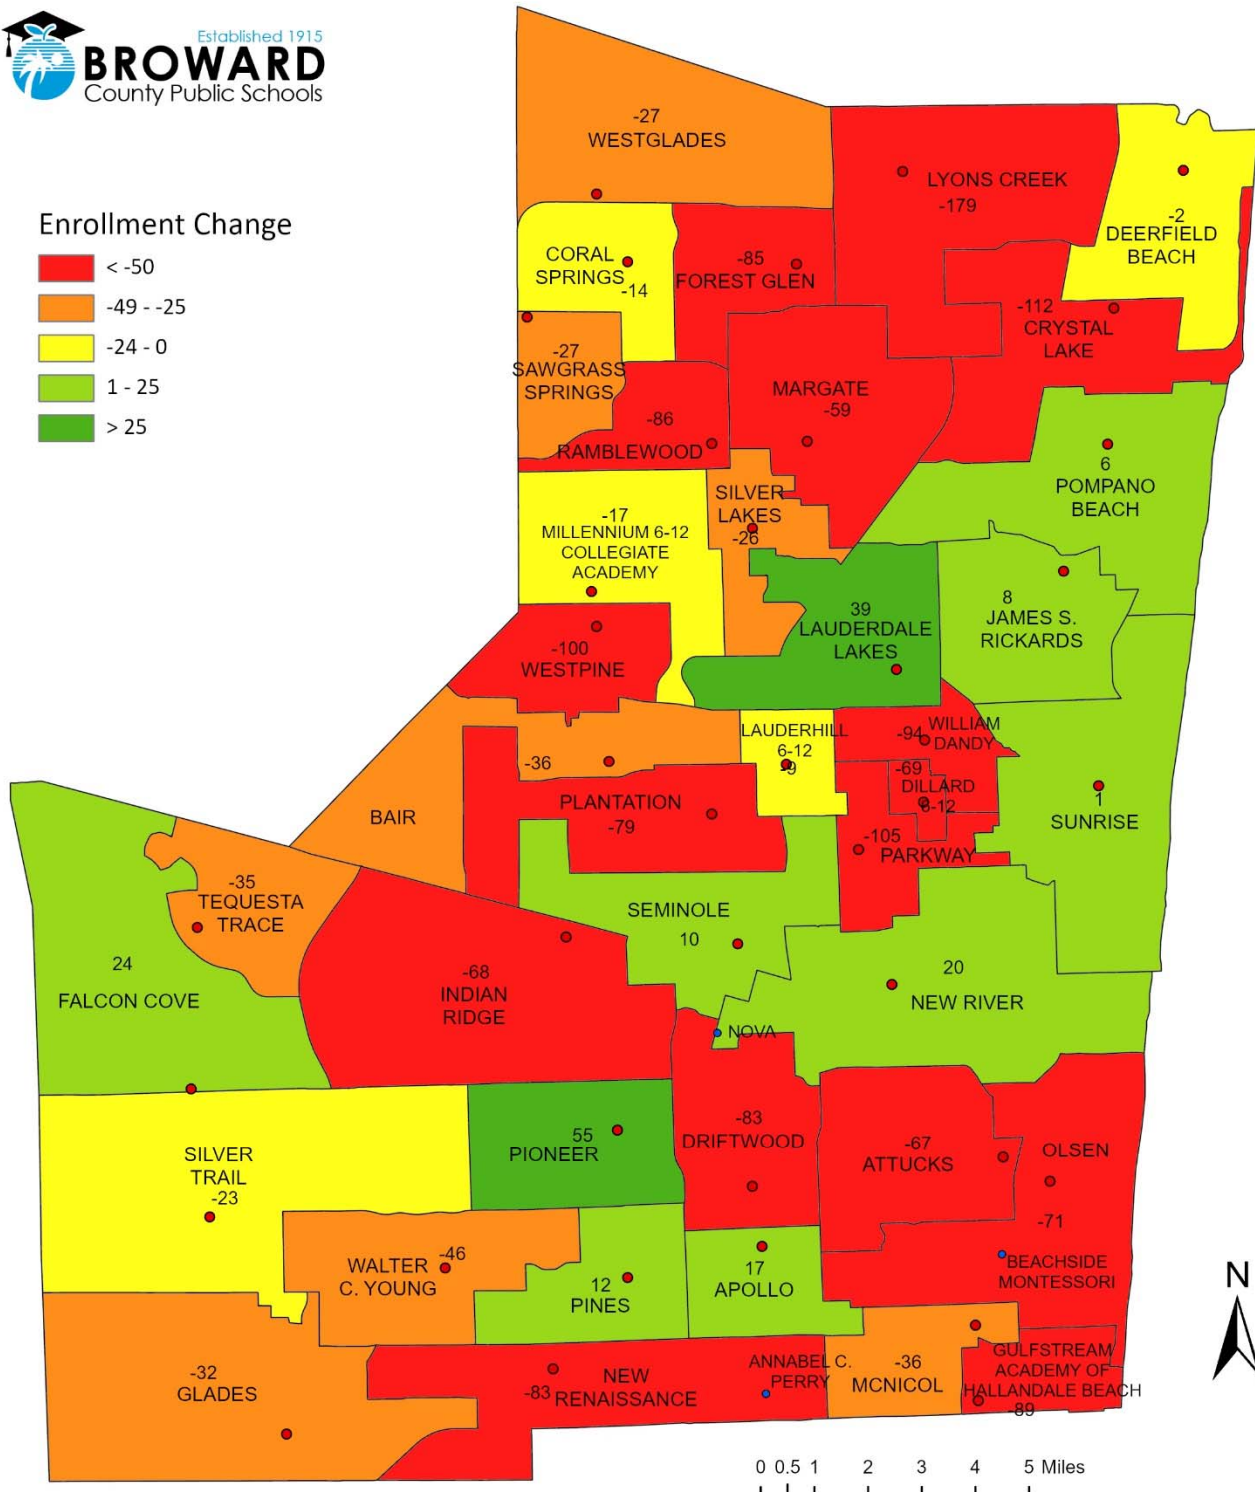 Established 1915
BROWARD
County Public Schools
Enrollment Change
< -50
-49 - -25
-24 - 0
1 - 25
> 25
-27
WESTGLADES
LYONS CREEK
-179
-2
DEERFIELD
BEACH
CORAL
SPRINGS
-14
-85
FOREST GLEN
-112
CRYSTAL
LAKE
-27
SAWGRASS
SPRINGS
-86
RAMBLEWOOD
MARGATE
-59
6
POMPANO
BEACH
SILVER
LAKES
-26
-17
MILLENNIUM 6-12
COLLEGIATE
ACADEMY
39
LAUDERDALE
LAKES
8
JAMES S.
RICKARDS
-100
WESTPINE
-36
BAIR
LAUDERHILL
6-12
-9
-94
WILLIAM
DANDY
-69
DILLARD
6-12
PLANTATION
-79
-105
PARKWAY
1
SUNRISE
-35
TEQUESTA
TRACE
SEMINOLE
10
24
FALCON COVE
-68
INDIAN
RIDGE
20
NEW RIVER
NOVA
55
PIONEER
-83
DRIFTWOOD
-67
ATTUCKS
OLSEN
-71
SILVER
TRAIL
-23
BEACHSIDE
MONTESSORI
-46
WALTER
C. YOUNG
12
PINES
17
APOLLO
-32
GLADES
-83
NEW
RENAISSANCE
ANNABEL C.
PERRY
-36
MCNICOL
GULFSTREAM
ACADEMY OF
HALLANDALE BEACH
-89
N
0 0.5 1 2 3 4 5 Miles